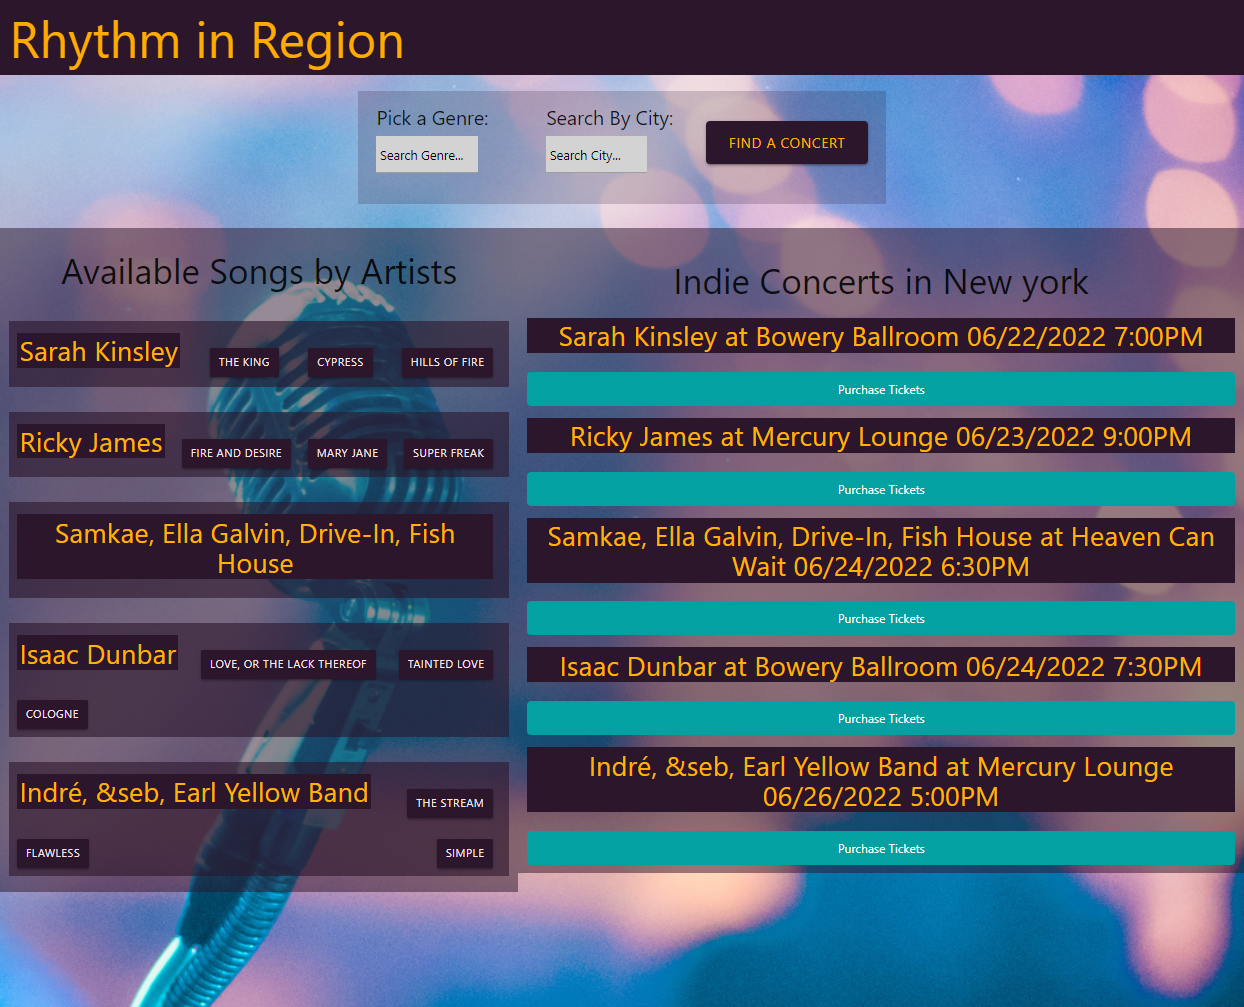 Rhythm in Region
Pick a Genre:
Search Genre...
Search By City:
Search City...
FIND A CONCERT
Available Songs by Artists
Sarah Kinsley
THE KING
CYPRESS
HILLS OF FIRE
Ricky James
FIRE AND DESIRE
MARY JANE
SUPER FREAK
Samkae, Ella Galvin, Drive-In, Fish
House
Isaac Dunbar
LOVE, OR THE LACK THEREOF
TAINTED LOVE
COLOGNE
Indré, &seb, Earl Yellow Band
THE STREAM
FLAWLESS
SIMPLE
Indie Concerts in New york
Sarah Kinsley at Bowery Ballroom 06/22/2022 7:00PM
Purchase Tickets
Ricky James at Mercury Lounge 06/23/2022 9:00PM
Purchase Tickets
Samkae, Ella Galvin, Drive-In, Fish House at Heaven Can
Wait 06/24/2022 6:30PM
Purchase Tickets
Isaac Dunbar at Bowery Ballroom 06/24/2022 7:30PM
Purchase Tickets
Indré, &seb, Earl Yellow Band at Mercury Lounge
06/26/2022 5:00PM
Purchase Tickets